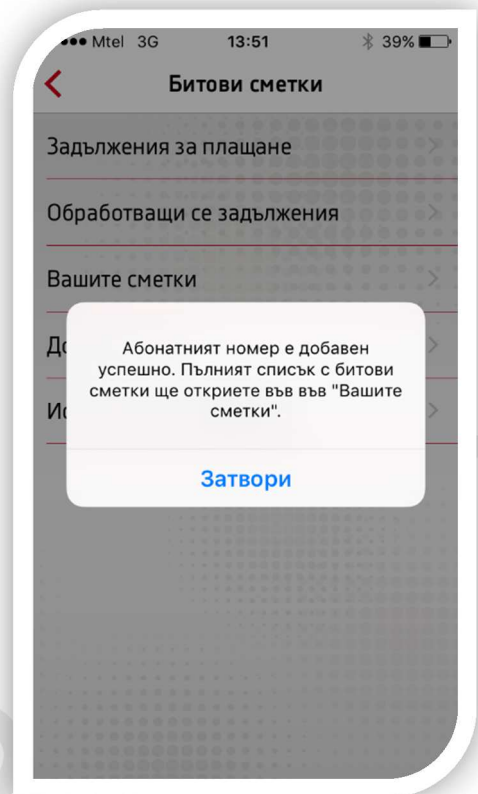 Mtel 3G 13:51 39%
Битови сметки
Задължения за плащане
Обработващи се задължения
Вашите сметки
Абонатният номер е добавен
успешно. Пълният списък с битови
сметки ще откриете във във "Вашите
сметки".
Затвори